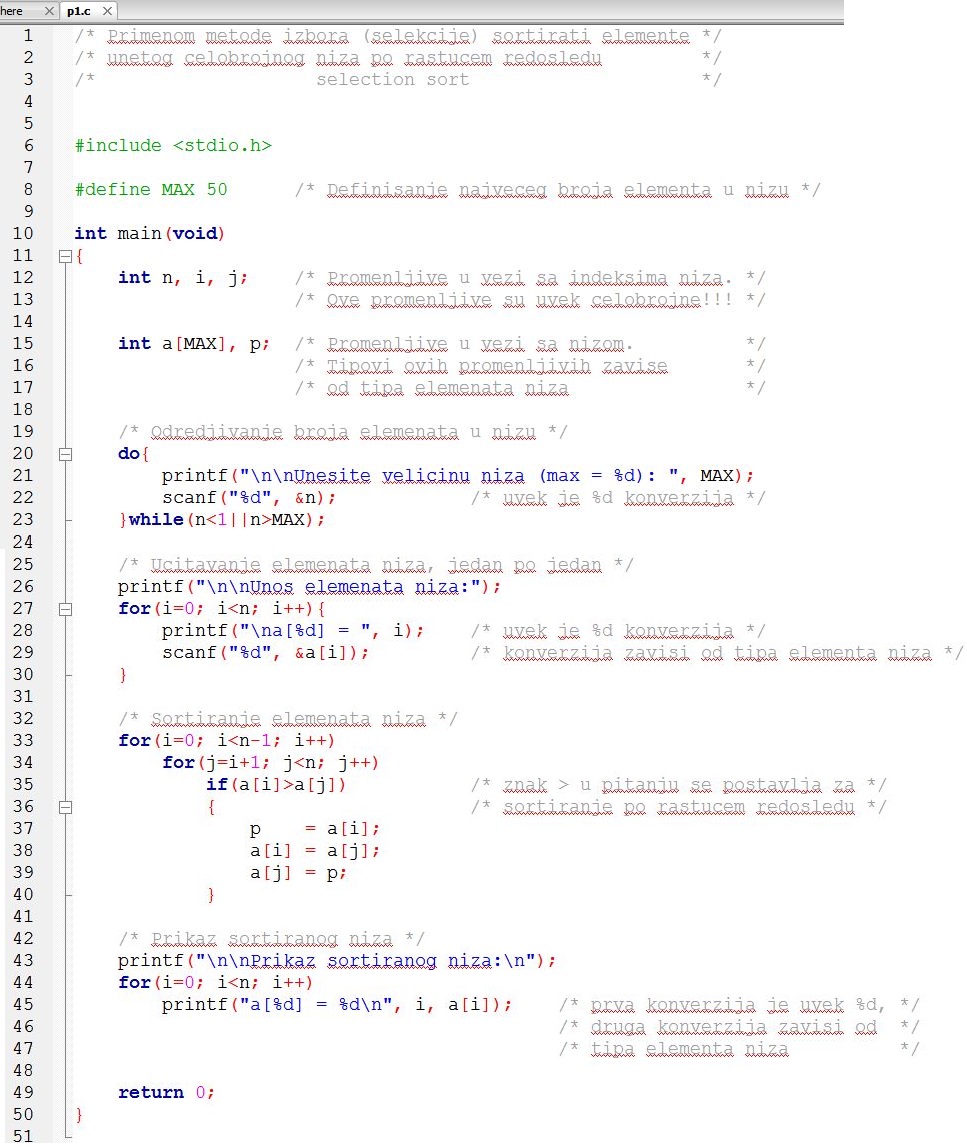 here × p1.c ×
1 /* Primenom metode izbora (selekcije) sortirati elemente */
2 /* unetog celobrojnog niza po rastucem redosledu */
3 /* selection sort */
4
5
6 #include <stdio.h>
7
8 #define MAX 50 /* Definisanje najveceg broja elementa u nizu */
9
10 int main(void)
11 {
12 int n, i, j; /* Promenljive u vezi sa indeksima niza. */
13 /* Ove promenljive su uvek celobrojne!!! */
14
15 int a[MAX], p; /* Promenljive u vezi sa nizom. */
16 /* Tipovi ovih promenljivih zavise */
17 /* od tipa elemenata niza */
18
19 /* Odredjivanje broja elemenata u nizu */
20 do{
21 printf("\n\nUnesite velicinu niza (max = %d): ", MAX);
22 scanf("%d", &n); /* uvek je %d konverzija */
23 }while(n<1||n>MAX);
24
25 /* Ucitavanje elemenata niza, jedan po jedan */
26 printf("\n\nUnos elemenata niza:");
27 for(i=0; i<n; i++){
28 printf("\na[%d] = ", i); /* uvek je %d konverzija */
29 scanf("%d", &a[i]); /* konverzija zavisi od tipa elementa niza */
30 }
31
32 /* Sortiranje elemenata niza */
33 for(i=0; i<n-1; i++)
34 for(j=i+1; j<n; j++)
35 if(a[i]>a[j]) /* znak > u pitanju se postavlja za */
36 { /* sortiranje po rastucem redosledu */
37 p = a[i];
38 a[i] = a[j];
39 a[j] = p;
40 }
41
42 /* Prikaz sortiranog niza */
43 printf("\n\nPrikaz sortiranog niza:\n");
44 for(i=0; i<n; i++)
45 printf("a[%d] = %d\n", i, a[i]); /* prva konverzija je uvek %d, */
46 /* druga konverzija zavisi od */
47 /* tipa elementa niza */
48
49 return 0;
50 }
51